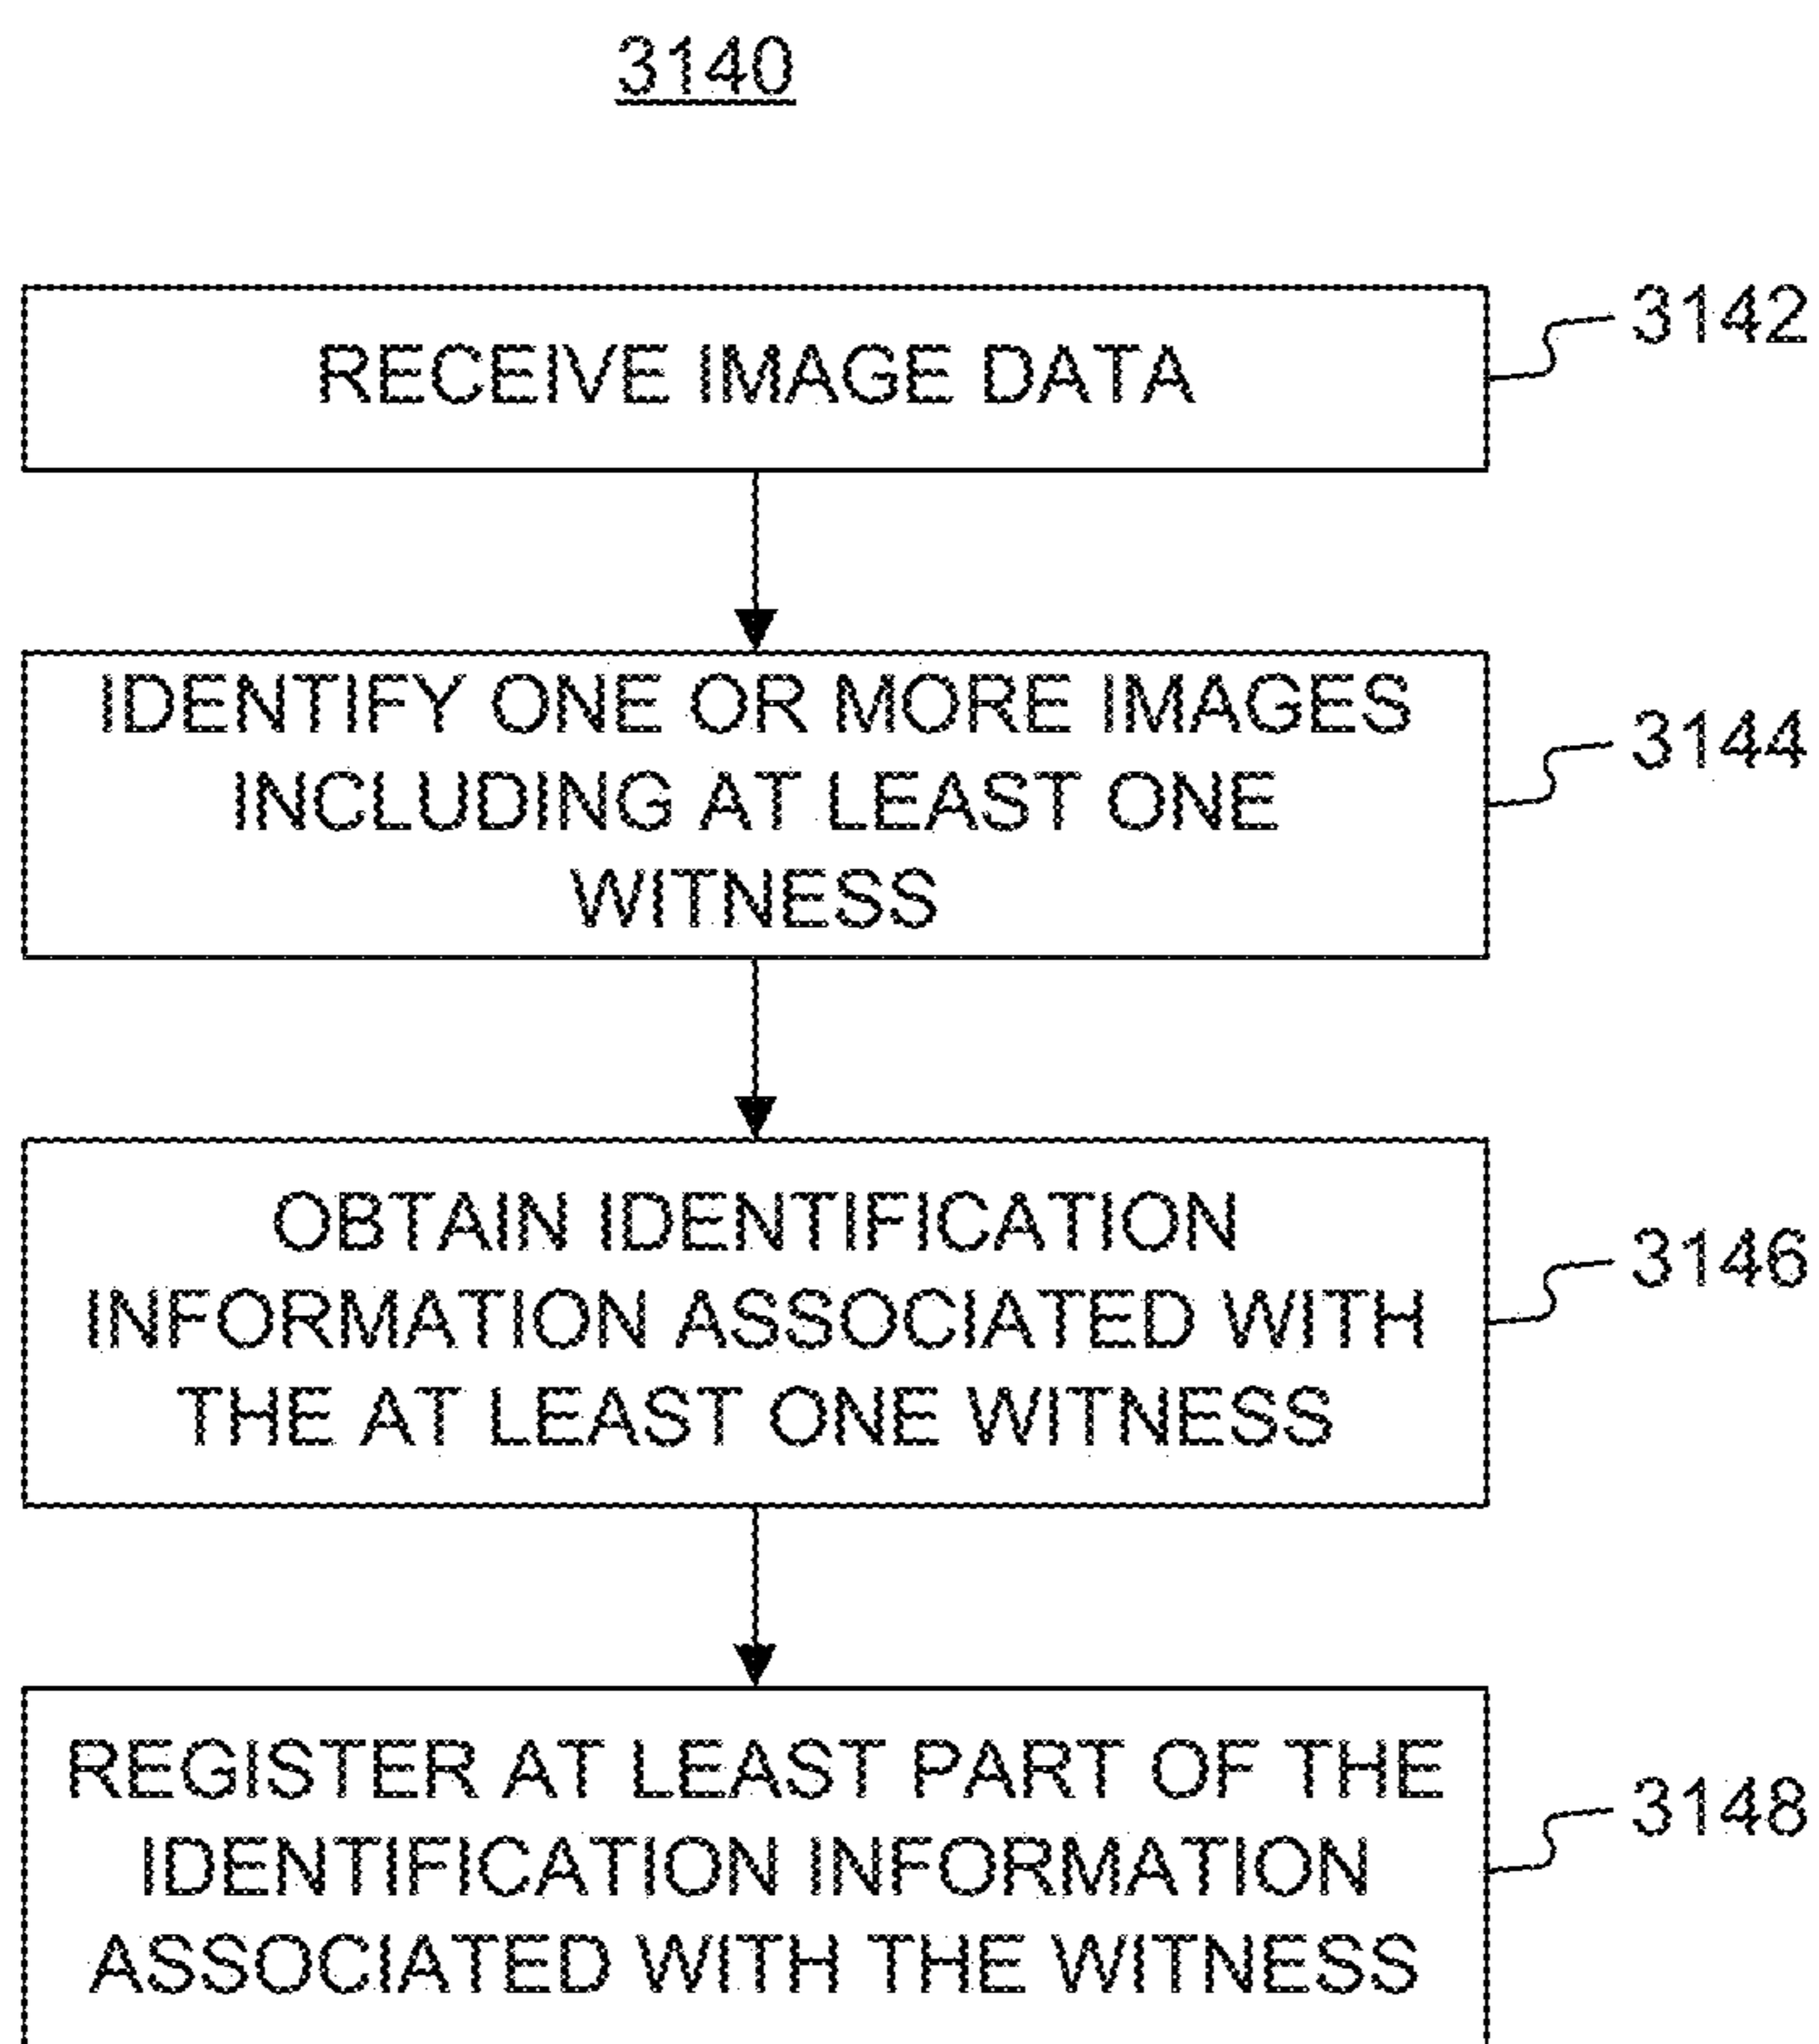 3140
RECEIVE IMAGE DATA
3142
IDENTIFY ONE OR MORE IMAGES
INCLUDING AT LEAST ONE
WITNESS
3144
OBTAIN IDENTIFICATION
INFORMATION ASSOCIATED WITH
THE AT LEAST ONE WITNESS
3146
REGISTER AT LEAST PART OF THE
IDENTIFICATION INFORMATION
ASSOCIATED WITH THE WITNESS
3148